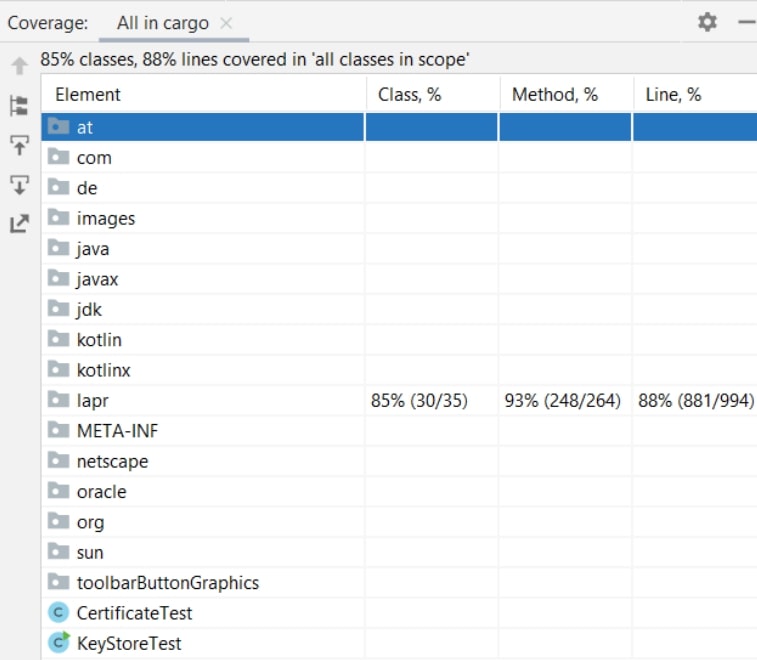 Coverage: All in cargo
85% classes, 88% lines covered in 'all classes in scope'
Element Class, % Method, % Line, %
at
com
de
images
java
javax
jdk
kotlin
kotlinx
lapr 85% (30/35) 93% (248/264) 88% (881/994)
META-INF
netscape
oracle
org
sun
toolbarButtonGraphics
C CertificateTest
C KeyStoreTest